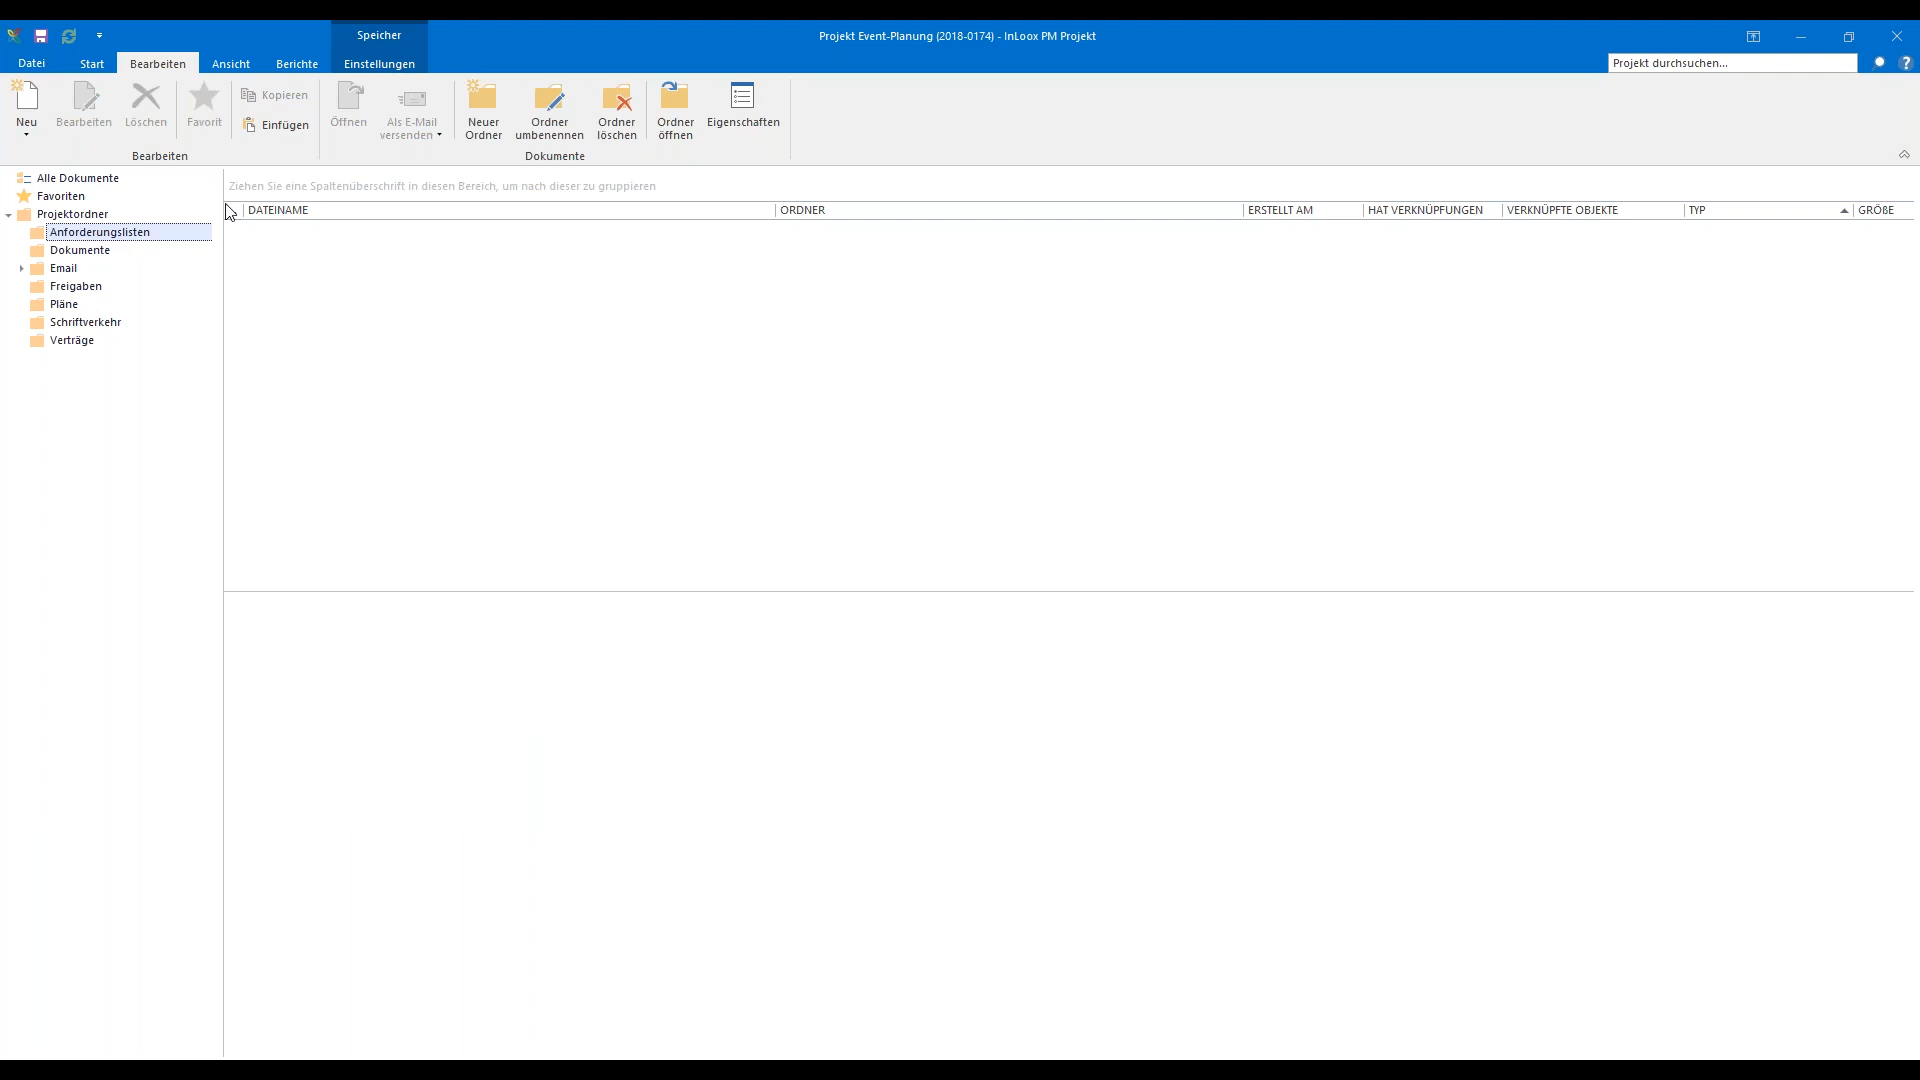 Speicher
Projekt Event-Planung (2018-0174) - InLoox PM Projekt
Datei Start Bearbeiten Ansicht Berichte Einstellungen
Projekt durchsuchen...
?
Neu
Bearbeiten
Löschen
Favorit
Kopieren
Einfügen
Öffnen
Als E-Mail
versenden
Neuer
Ordner
Ordner
umbenennen
Ordner
löschen
Ordner
öffnen
Eigenschaften
Bearbeiten
Dokumente
Alle Dokumente
Favoriten
Projektordner
Anforderungslisten
Dokumente
Email
Freigaben
Pläne
Schriftverkehr
Verträge
Ziehen Sie eine Spaltenüberschrift in diesen Bereich, um nach dieser zu gruppieren
DATEINAME ORDNER ERSTELLT AM HAT VERKNÜPFUNGEN VERKNÜPFTE OBJEKTE TYP GRÖßE